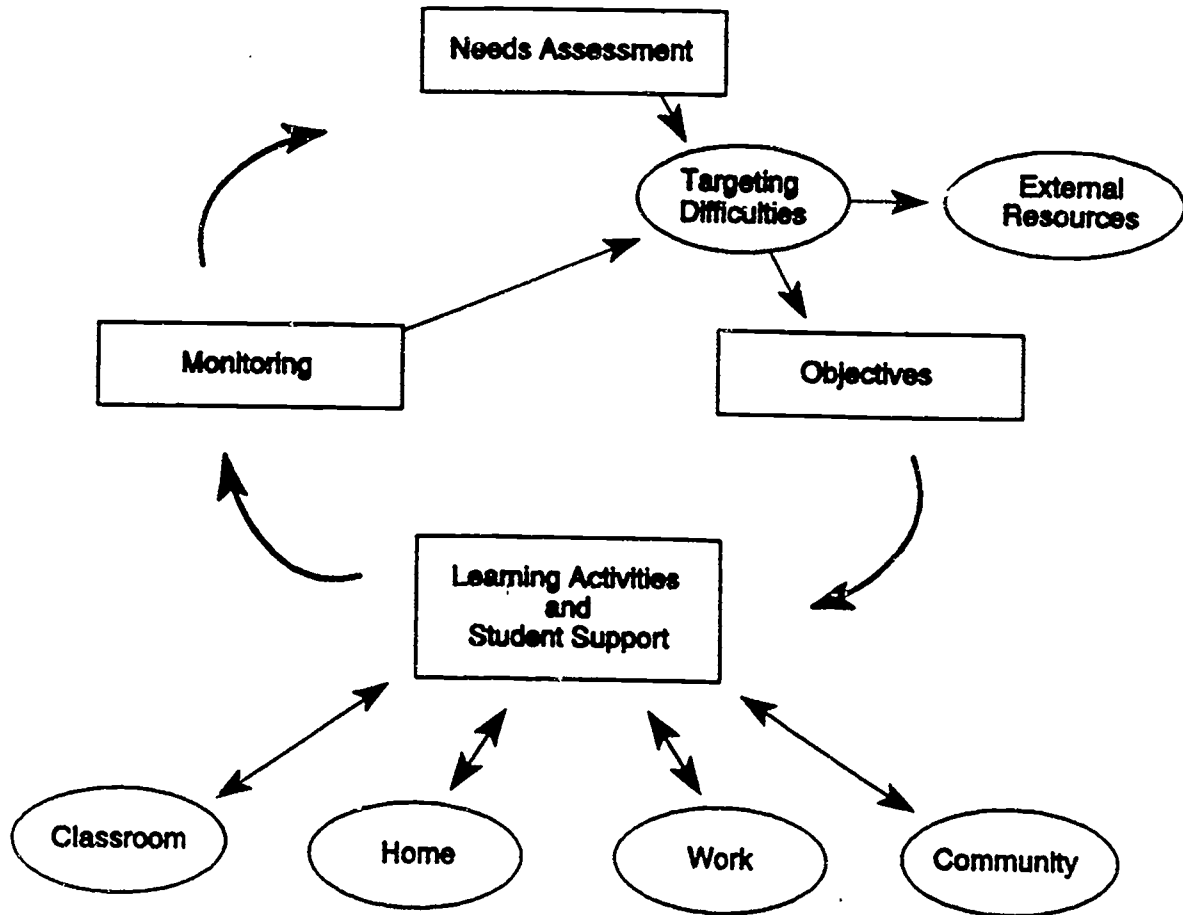 Needs Assessment
Targeting
Difficulties
External
Resources
Monitoring
Objectives
Learning Activities
and
Student Support
Classroom
Home
Work
Community